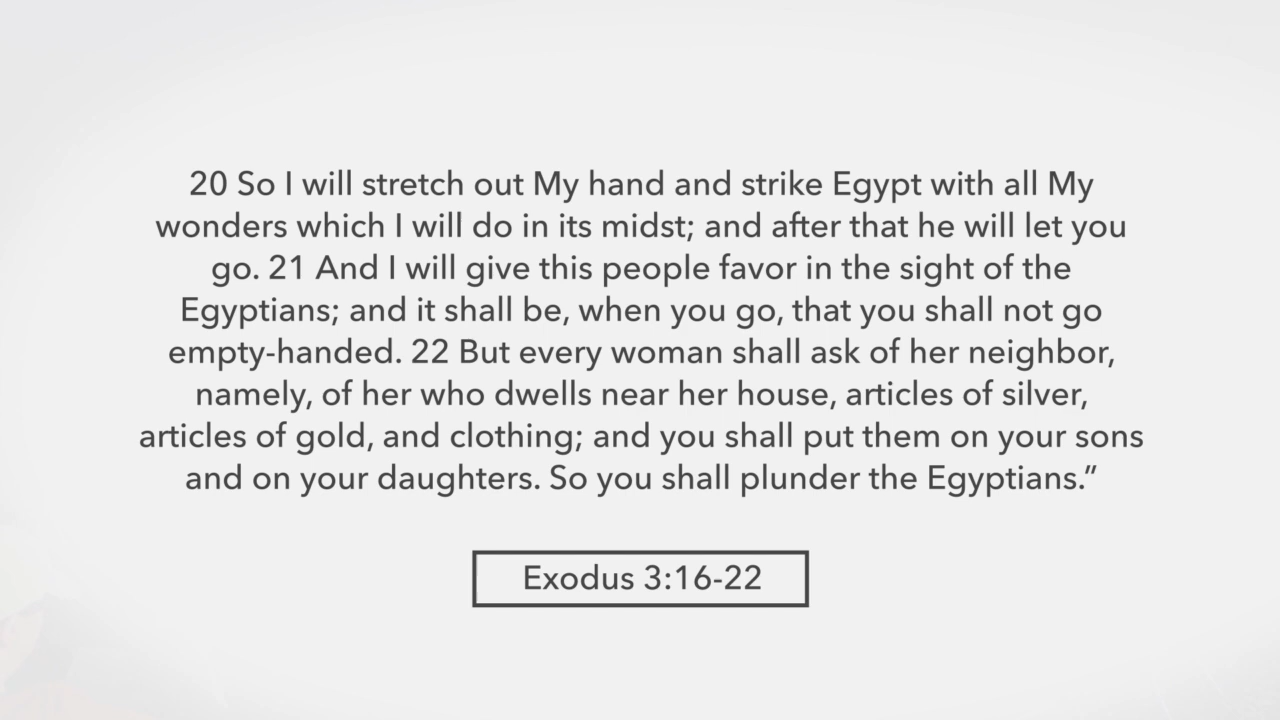 20 So I will stretch out My hand and strike Egypt with all My
wonders which I will do in its midst; and after that he will let you
go. 21 And I will give this people favor in the sight of the
Egyptians; and it shall be, when you go, that you shall not go
empty-handed. 22 But every woman shall ask of her neighbor,
namely, of her who dwells near her house, articles of silver,
articles of gold, and clothing; and you shall put them on your sons
and on your daughters. So you shall plunder the Egyptians.”
Exodus 3:16-22